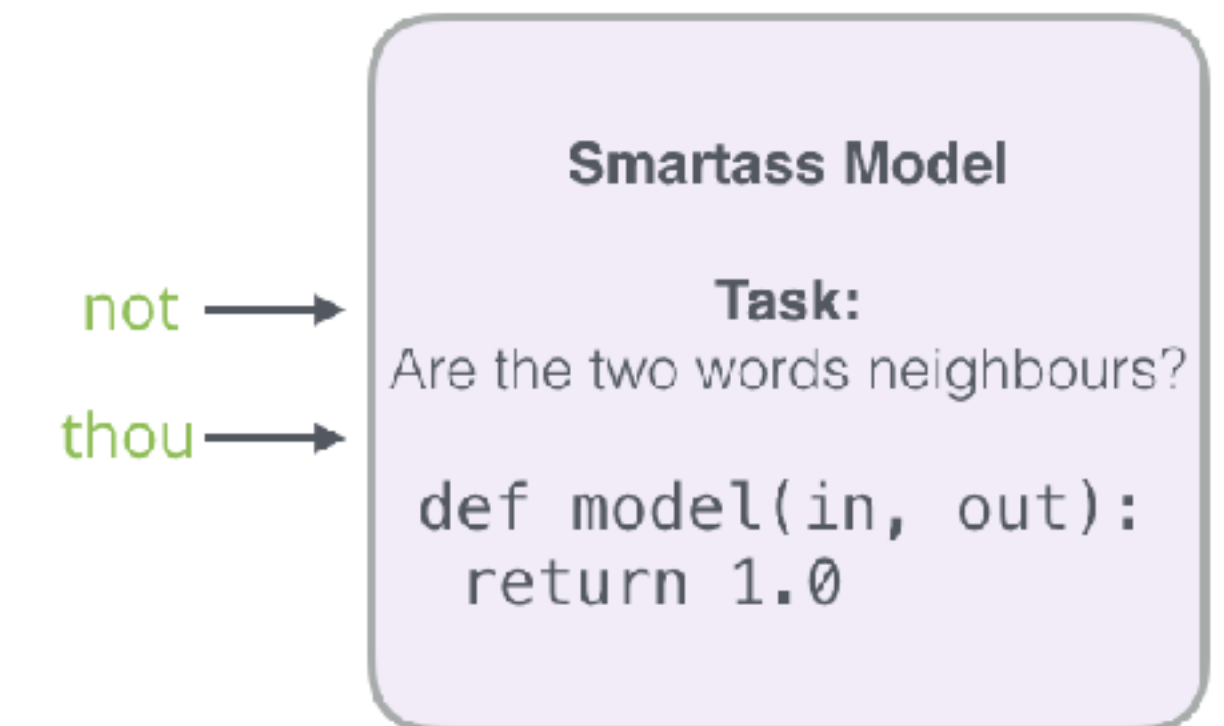 Smartass Model
Task:
not
Are the two words neighbours?
thou
def model(in, out):
return 1.0